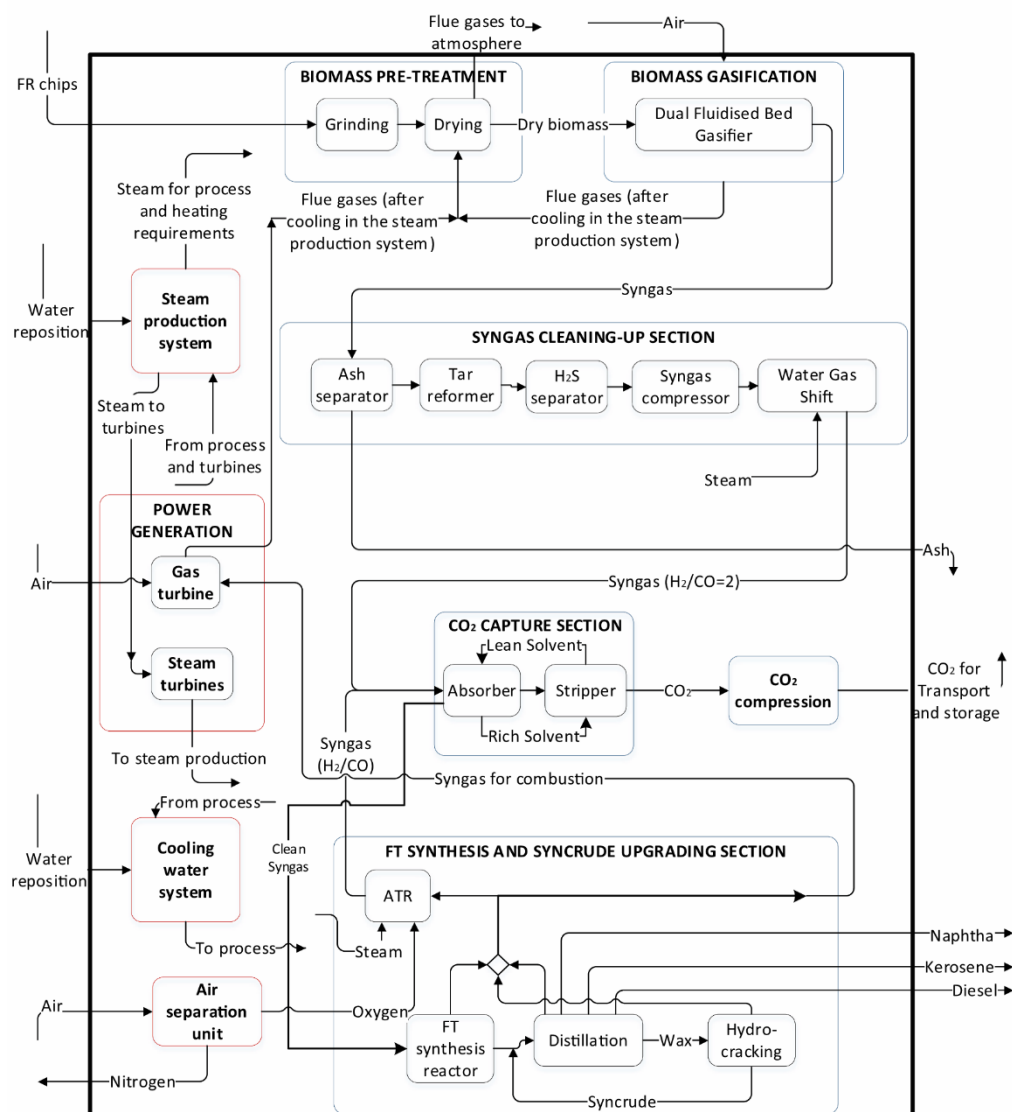 Flue gases to
atmosphere
Air
FR chips
BIOMASS PRE-TREATMENT
Grinding
Drying
Dry biomass
BIOMASS GASIFICATION
Dual Fluidised Bed
Gasifier
Steam for process
and heating
requirements
Flue gases (after
cooling in the steam
production system)
Flue gases (after
cooling in the steam
production system)
Water
reposition
Steam
production
system
Syngas
SYNGAS CLEANING-UP SECTION
Ash
separator
Tar
reformer
H₂S
separator
Syngas
compressor
Water Gas
Shift
Steam
Steam to
turbines
From process
and turbines
POWER
GENERATION
Air
Gas
turbine
Steam
turbines
Ash
Syngas (H₂/CO=2)
CO₂ CAPTURE SECTION
Lean Solvent
Absorber
Stripper
Rich Solvent
CO₂
CO₂
compression
CO₂ for
Transport
and storage
To steam production
Syngas
(H₂/CO)
Syngas for combustion
From process
Water
reposition
Cooling
water
system
To process
Clean
Syngas
FT SYNTHESIS AND SYNCRUDE UPGRADING SECTION
ATR
Steam
Naphtha
Kerosene
Diesel
Air
Air
separation
unit
Oxygen
Nitrogen
FT
synthesis
reactor
Distillation
Wax
Hydro-
cracking
Syncrude